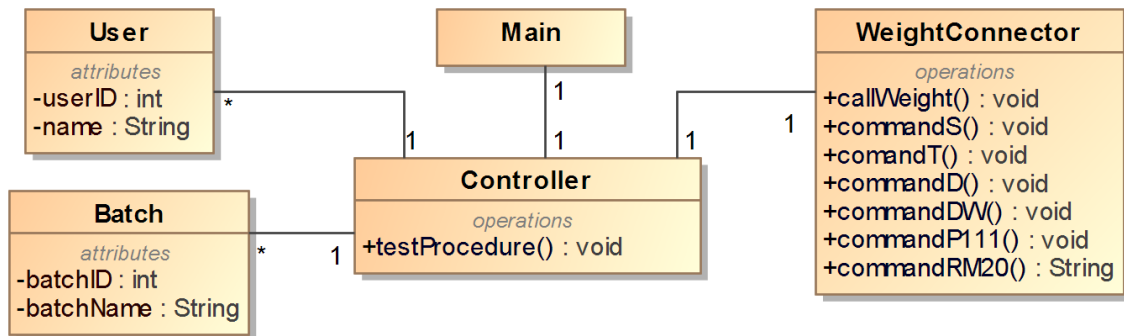 User
attributes
-userID : int
-name : String
*
1
Main
1
1
WeightConnector
operations
+callWeight() : void
+commandS() : void
+comandT() : void
+commandD() : void
+commandDW() : void
+commandP111() : void
+commandRM20() : String
1
1
Controller
operations
+testProcedure() : void
Batch
attributes
-batchID : int
-batchName : String
*
1